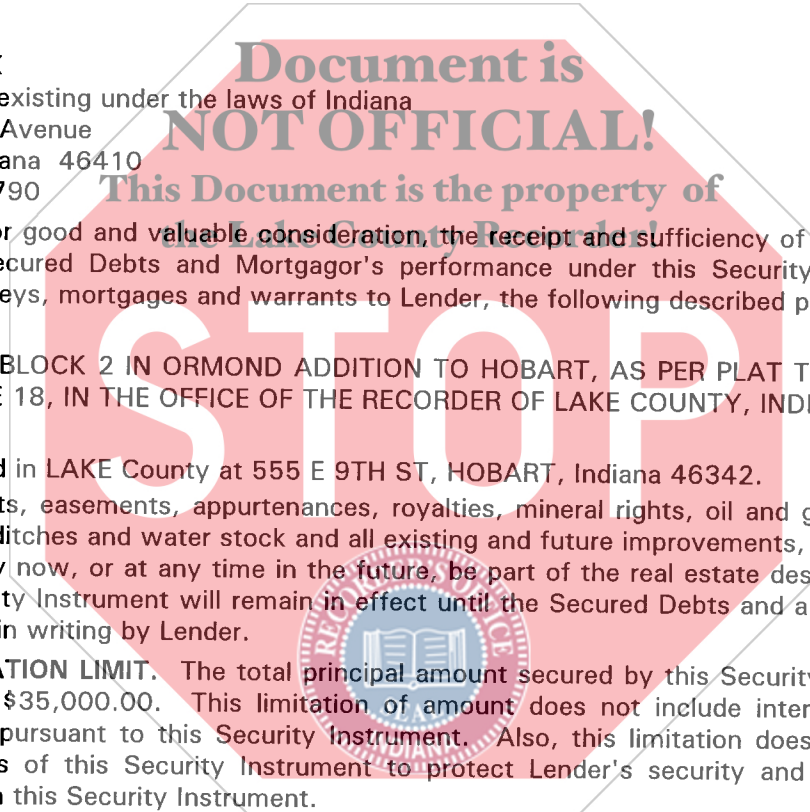 Document is
existing under the laws of Indiana
Avenue
NOT OFFICIAL!
ana 46410
790
This Document is the property of
the Lake County Recorder!
or good and valuable consideration, the receipt and sufficiency of
ecured Debts and Mortgagor's performance under this Security
eys, mortgages and warrants to Lender, the following described p
BLOCK 2 IN ORMOND ADDITION TO HOBART, AS PER PLAT T
E 18, IN THE OFFICE OF THE RECORDER OF LAKE COUNTY, INDI
STOP
d in LAKE County at 555 E 9TH ST, HOBART, Indiana 46342.
ts, easements, appurtenances, royalties, mineral rights, oil and g
ditches and water stock and all existing and future improvements,
y now, or at any time in the future, be part of the real estate des
ty Instrument will remain in effect until the Secured Debts and a
in writing by Lender.
RECORDER'S OFFICE
SEAL
INDIANA
ATION LIMIT. The total principal amount secured by this Security
$35,000.00. This limitation of amount does not include inter
pursuant to this Security Instrument. Also, this limitation does
s of this Security Instrument to protect Lender's security and
n this Security Instrument.